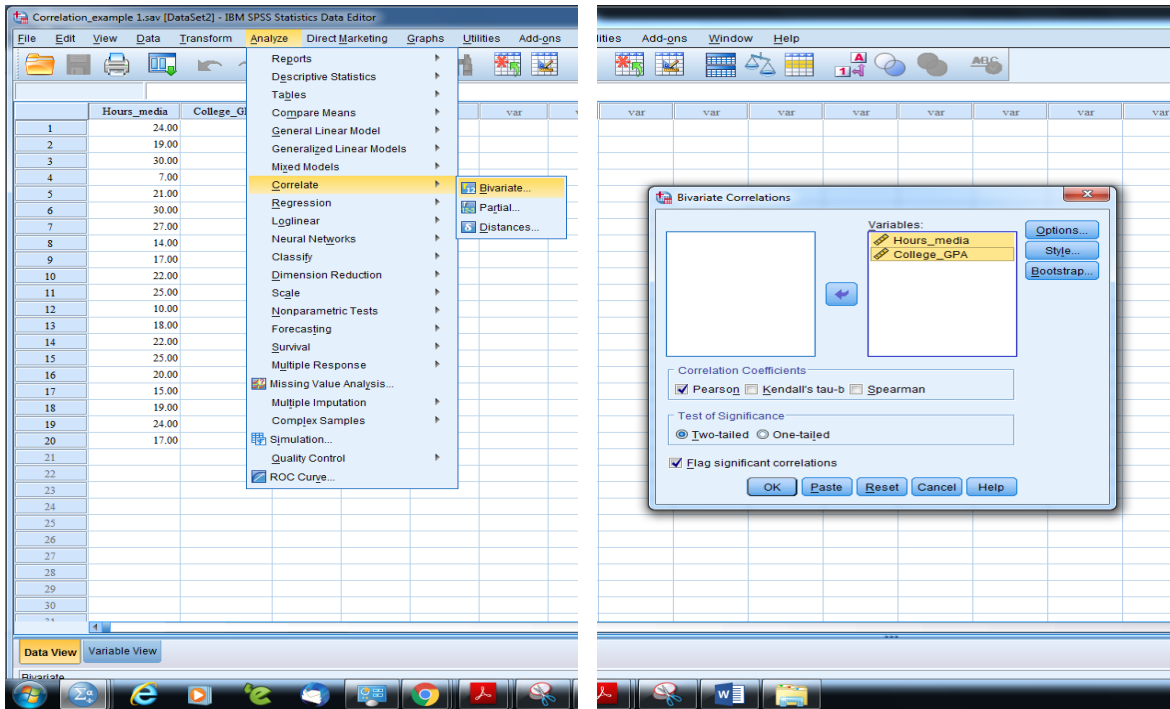 Correlation_example 1.sav [DataSet2] - IBM SPSS Statistics Data Editor
File Edit View Data Transform Analyze Direct Marketing Graphs Utilities Add-ons
Hours_media College_G var
1 24.00
2 19.00
3 30.00
4 7.00
5 21.00
6 30.00
7 27.00
8 14.00
9 17.00
10 22.00
11 25.00
12 10.00
13 18.00
14 22.00
15 25.00
16 20.00
17 15.00
18 19.00
19 24.00
20 17.00
21
22
23
24
25
26
27
28
29
30
31
Reports
Descriptive Statistics
Tables
Compare Means
General Linear Model
Generalized Linear Models
Mixed Models
Correlate
Regression
Loglinear
Neural Networks
Classify
Dimension Reduction
Scale
Nonparametric Tests
Forecasting
Survival
Multiple Response
Missing Value Analysis...
Multiple Imputation
Complex Samples
Simulation...
Quality Control
ROC Curve...
Bivariate...
Partial...
Distances...
Data View Variable View
Bivariate
lities Add-ons Window Help
A
14
ABC
var var var var var var var var
Bivariate Correlations
Variables:
Hours_media
College_GPA
Options...
Style...
Bootstrap...
Correlation Coefficients
Pearson Kendall's tau-b Spearman
Test of Significance
Two-tailed One-tailed
Flag significant correlations
OK Paste Reset Cancel Help